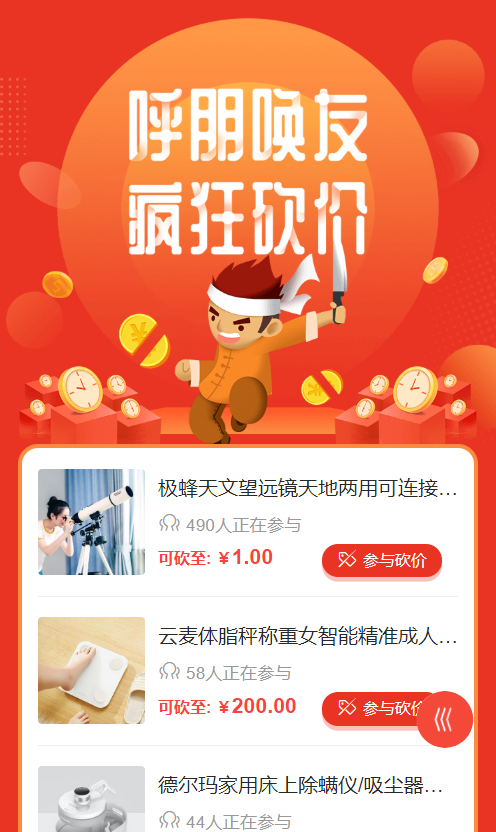 呼朋唤友
疯狂砍价
极蜂天文望远镜天地两用可连接…
490人正在参与
可砍至: ￥1.00
参与砍价
云麦体脂秤称重女智能精准成人…
58人正在参与
可砍至: ￥200.00
参与砍价
德尔玛家用床上除螨仪/吸尘器…
44人正在参与